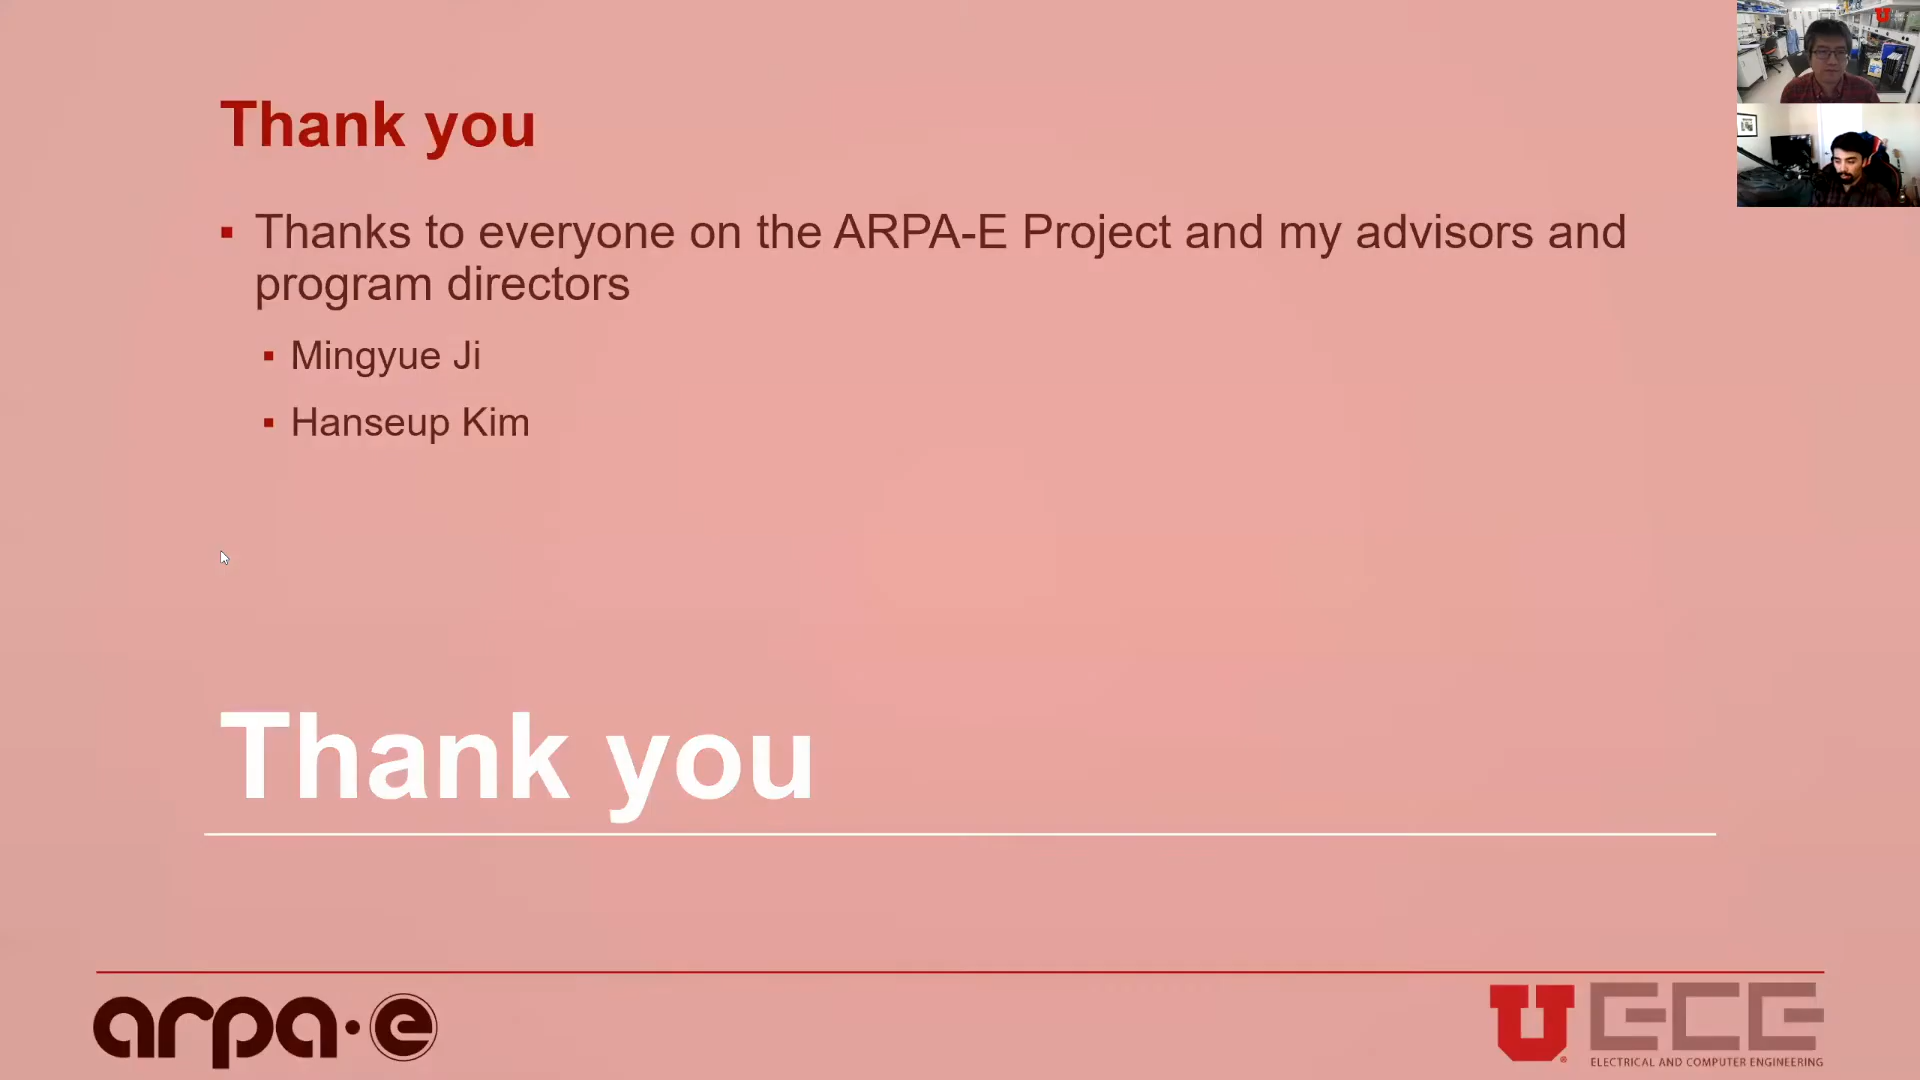 Thank you
▪ Thanks to everyone on the ARPA-E Project and my advisors and
program directors
▪ Mingyue Ji
▪ Hanseup Kim
Thank you
arpa·e
U ECE
ELECTRICAL AND COMPUTER ENGINEERING
U